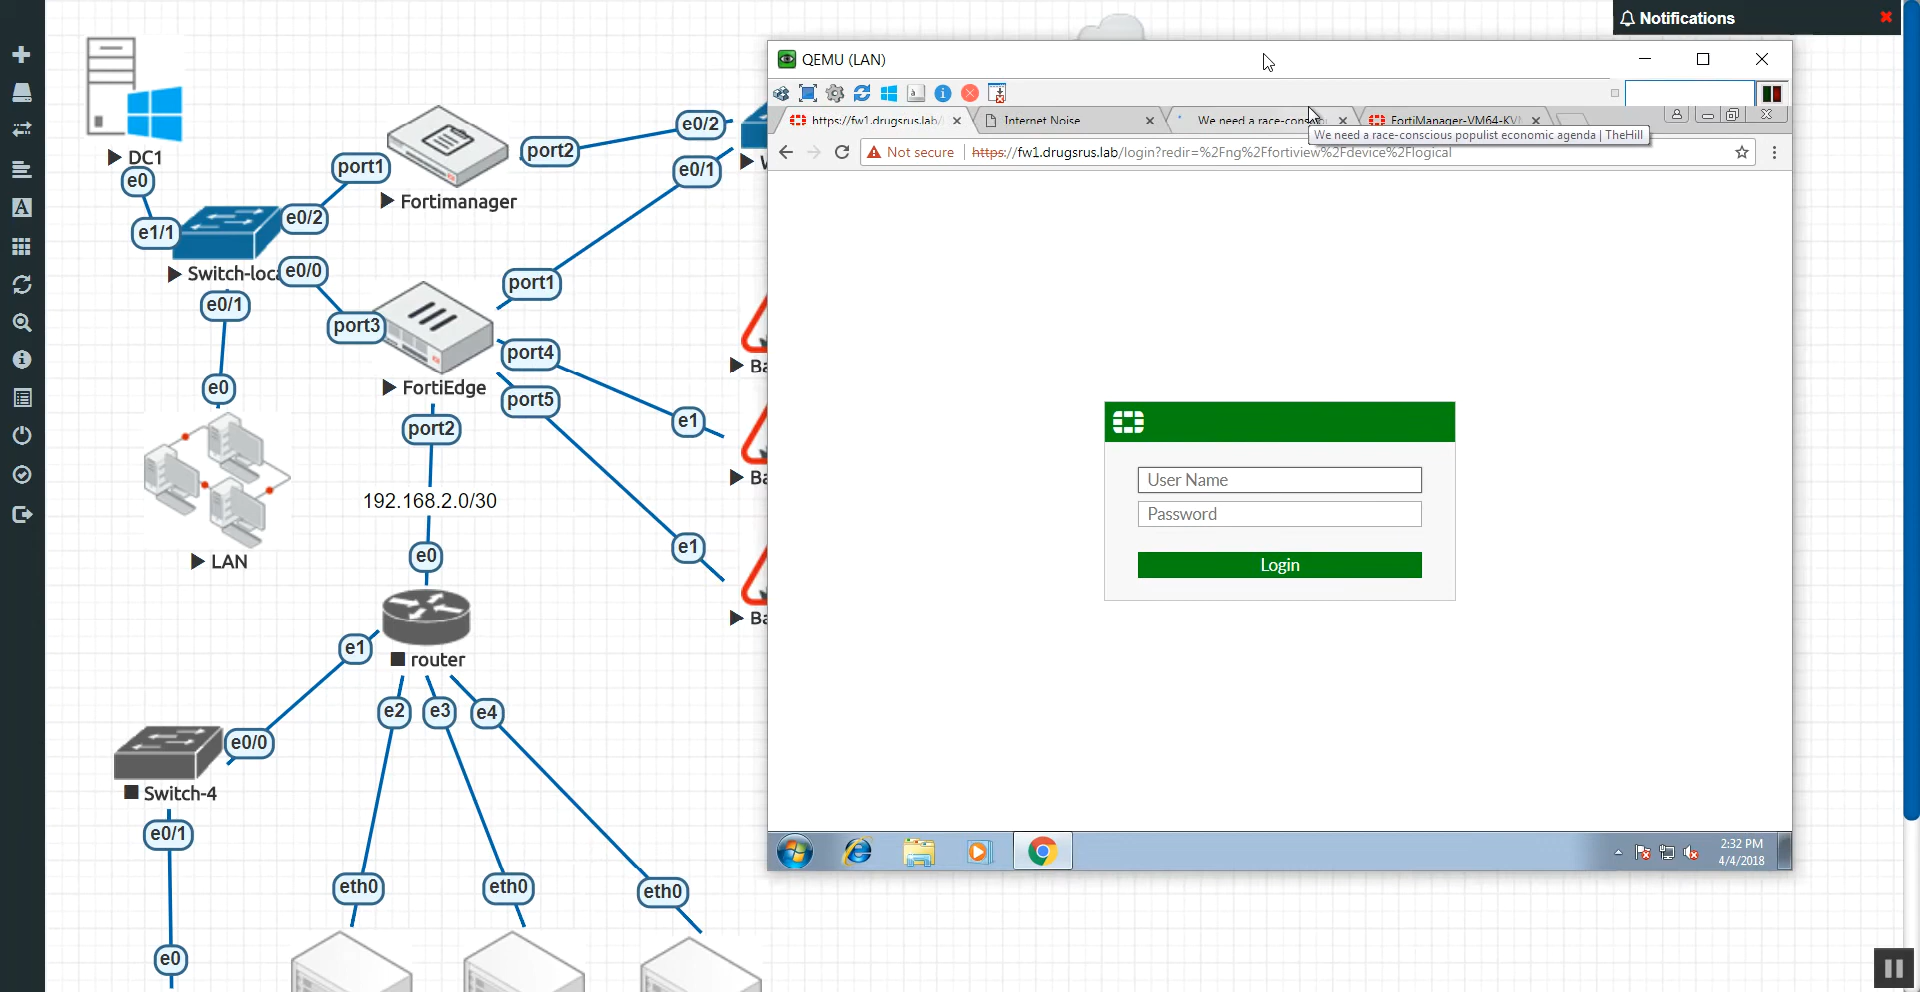 Notifications
QEMU (LAN)
https://fw1.drugsrus.lab/
Internet Noise
We need a race-consc
FortiManager-VM64-KV
We need a race-conscious populist economic agenda | TheHill
Not secure
https://fw1.drugsrus.lab/login?redir=%2Fng%2Ffortiview%2Fdevice%2Flogical
User Name
Password
Login
2:32 PM
4/4/2018
DC1
e0
e1/1
Switch-loc
e0/2
port1
Fortimanager
port2
e0/2
e0/1
e0/0
port3
e0/1
e0
LAN
FortiEdge
port1
port4
port5
port2
e1
e1
Ba
Ba
Ba
192.168.2.0/30
e0
router
e1
e2
e3
e4
e0/0
Switch-4
e0/1
e0
eth0
eth0
eth0